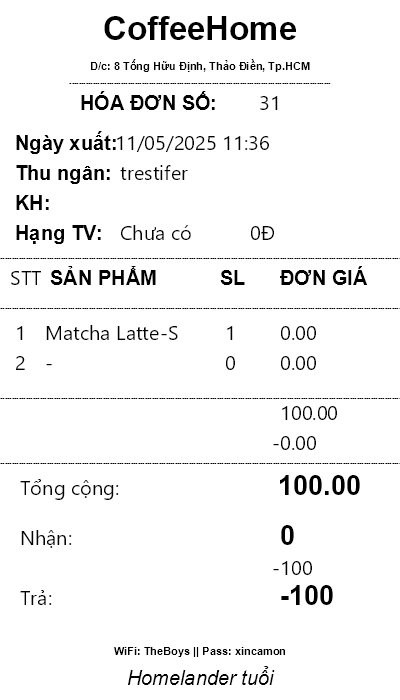 CoffeeHome
D/c: 8 Tống Hữu Định, Thảo Điền, Tp.HCM
HÓA ĐƠN SỐ: 31
Ngày xuất:11/05/2025 11:36
Thu ngân: trestifer
KH:
Hạng TV: Chưa có 0Đ
STT SẢN PHẨM SL ĐƠN GIÁ
1 Matcha Latte-S 1 0.00
2 - 0 0.00
100.00
-0.00
Tổng cộng: 100.00
Nhận: 0
-100
Trả: -100
WiFi: TheBoys || Pass: xincamon
Homelander tuổi